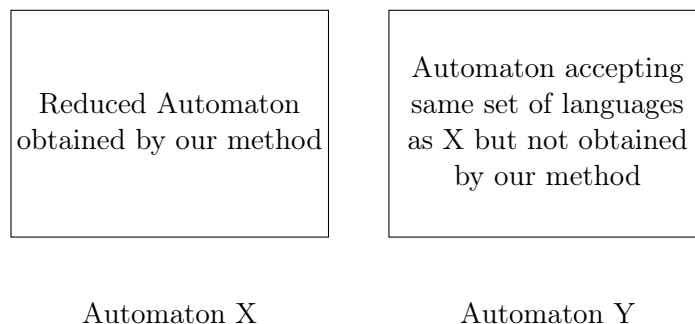 Reduced Automaton
obtained by our method
Automaton accepting
same set of languages
as X but not obtained
by our method
Automaton X
Automaton Y